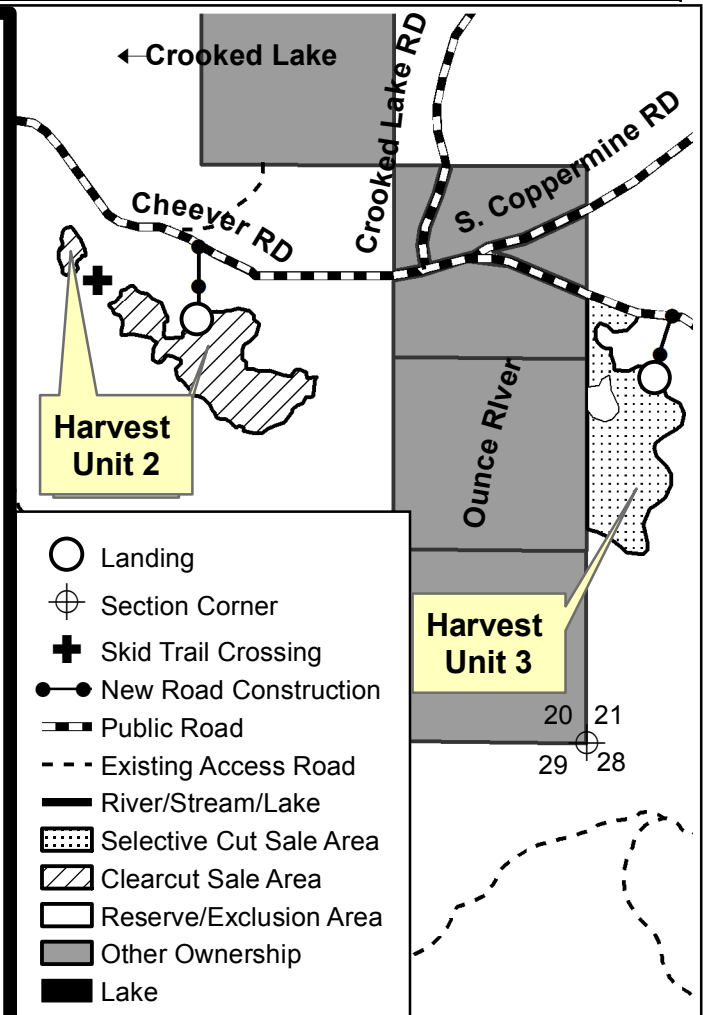 Crooked Lake
Crooked Lake RD
S. Coppermine RD
Cheever RD
Harvest
Unit 2
Ounce RIver
Harvest
Unit 3
20 21
29 28
Landing
Section Corner
Skid Trail Crossing
New Road Construction
Public Road
Existing Access Road
River/Stream/Lake
Selective Cut Sale Area
Clearcut Sale Area
Reserve/Exclusion Area
Other Ownership
Lake